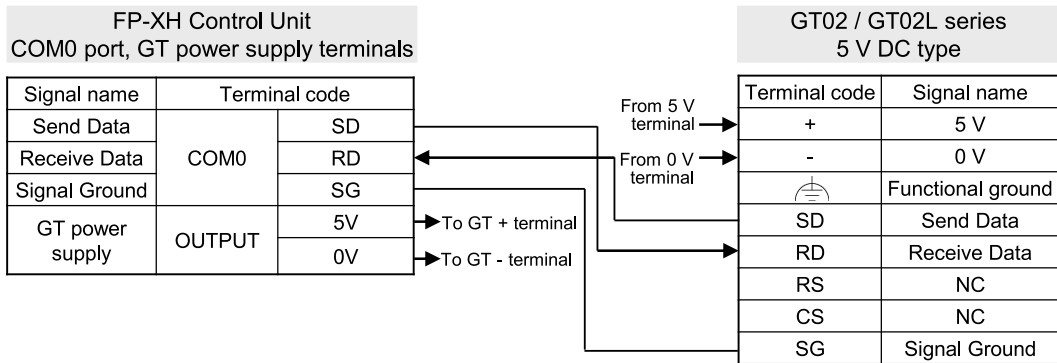 FP-XH Control Unit
COM0 port, GT power supply terminals
Signal name Terminal code
Send Data COM0 SD
Receive Data RD
Signal Ground SG
GT power supply OUTPUT 5V
0V
To GT + terminal
To GT - terminal
GT02 / GT02L series
5 V DC type
From 5 V
terminal
From 0 V
terminal
Terminal code Signal name
+ 5 V
- 0 V
Functional ground
SD Send Data
RD Receive Data
RS NC
CS NC
SG Signal Ground